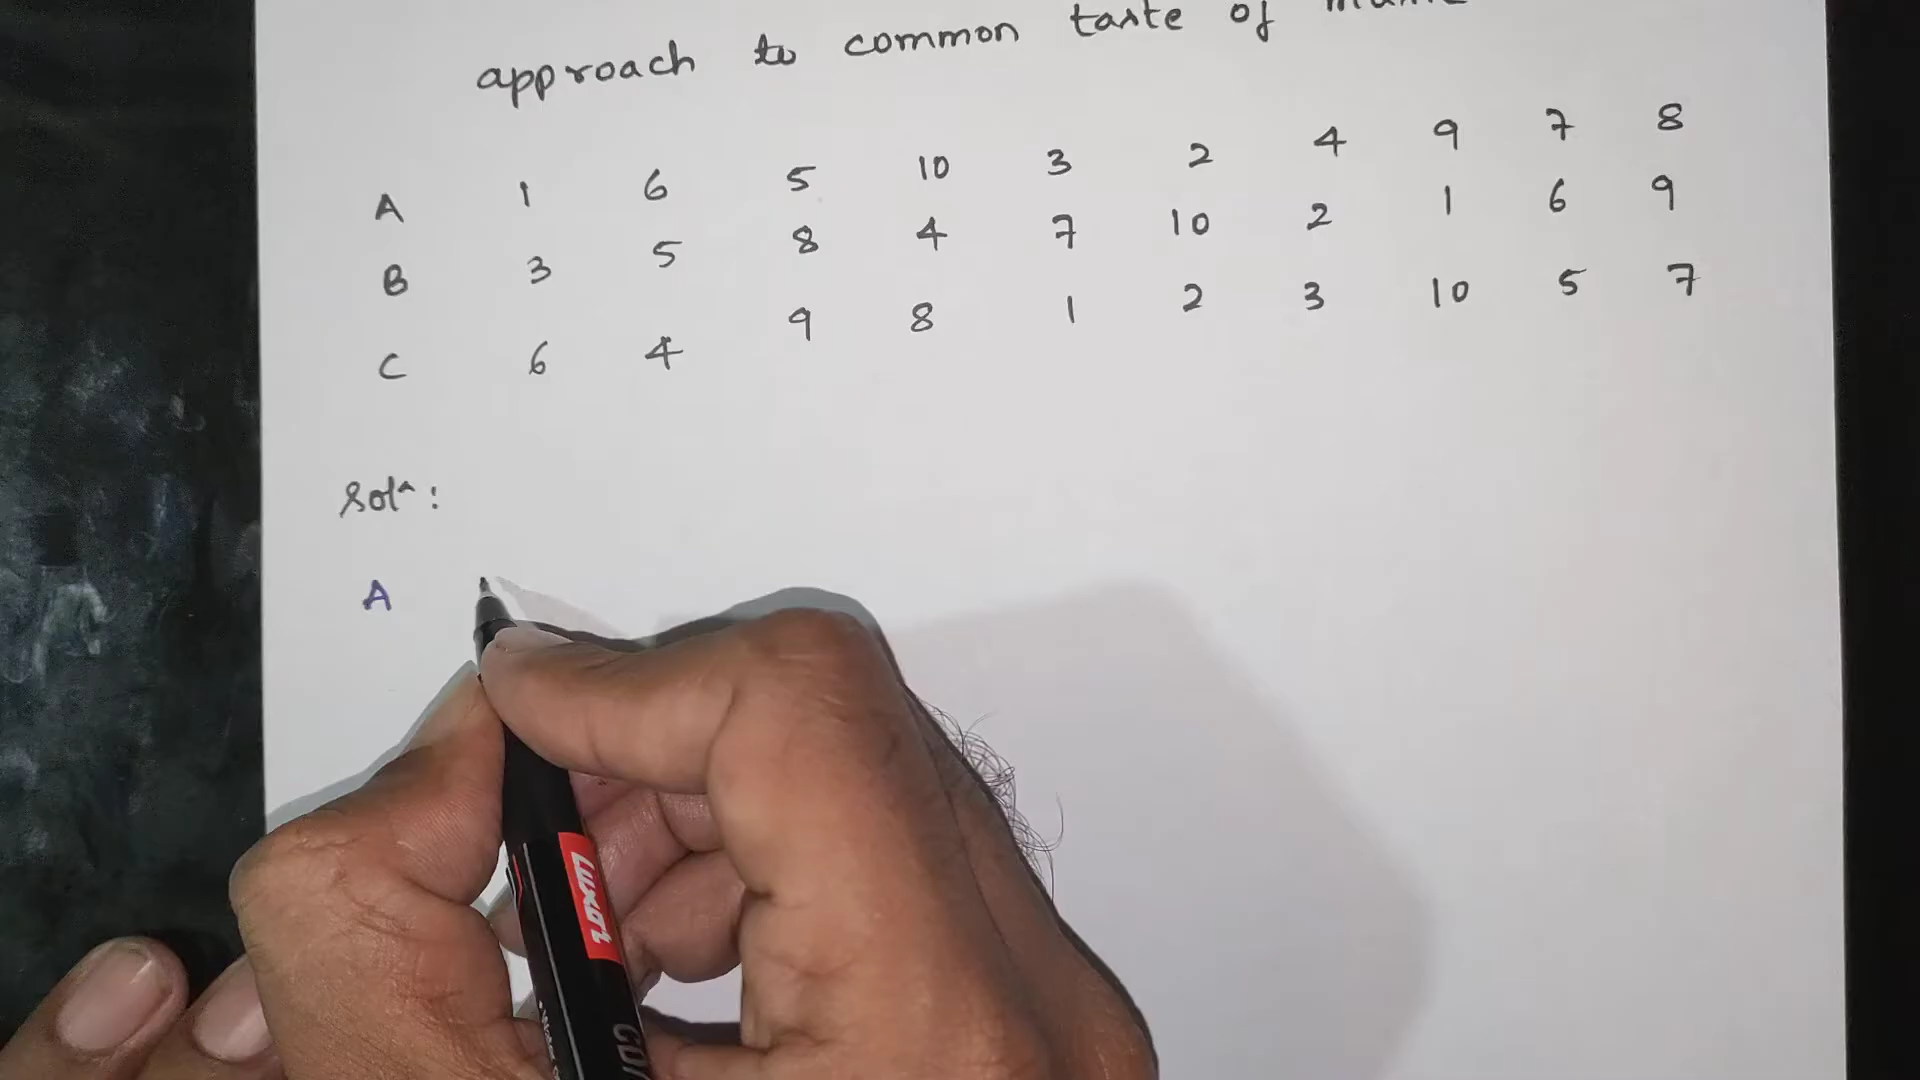 approach to common taste of
A 1 6 5 10 3 2 4 9 7 8
B 3 5 8 4 7 10 2 1 6 9
C 6 4 9 8 1 2 3 10 5 7
Solⁿ :
A
LUXOR